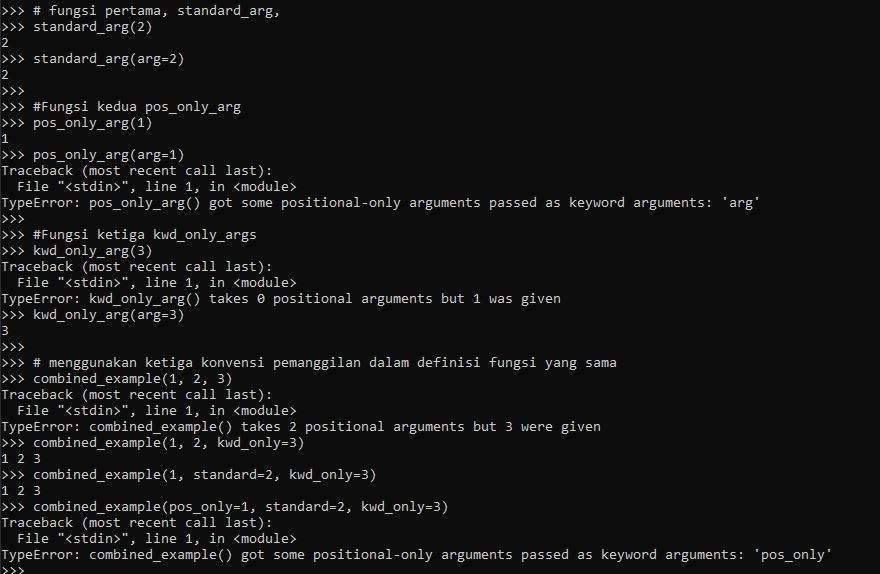 >>> # fungsi pertama, standard_arg,
>>> standard_arg(2)
2
>>> standard_arg(arg=2)
2
>>>
>>> #Fungsi kedua pos_only_arg
>>> pos_only_arg(1)
1
>>> pos_only_arg(arg=1)
Traceback (most recent call last):
  File "<stdin>", line 1, in <module>
TypeError: pos_only_arg() got some positional-only arguments passed as keyword arguments: 'arg'
>>>
>>> #Fungsi ketiga kwd_only_args
>>> kwd_only_arg(3)
Traceback (most recent call last):
  File "<stdin>", line 1, in <module>
TypeError: kwd_only_arg() takes 0 positional arguments but 1 was given
>>> kwd_only_arg(arg=3)
3
>>>
>>> # menggunakan ketiga konvensi pemanggilan dalam definisi fungsi yang sama
>>> combined_example(1, 2, 3)
Traceback (most recent call last):
  File "<stdin>", line 1, in <module>
TypeError: combined_example() takes 2 positional arguments but 3 were given
>>> combined_example(1, 2, kwd_only=3)
1 2 3
>>> combined_example(1, standard=2, kwd_only=3)
1 2 3
>>> combined_example(pos_only=1, standard=2, kwd_only=3)
Traceback (most recent call last):
  File "<stdin>", line 1, in <module>
TypeError: combined_example() got some positional-only arguments passed as keyword arguments: 'pos_only'
>>>